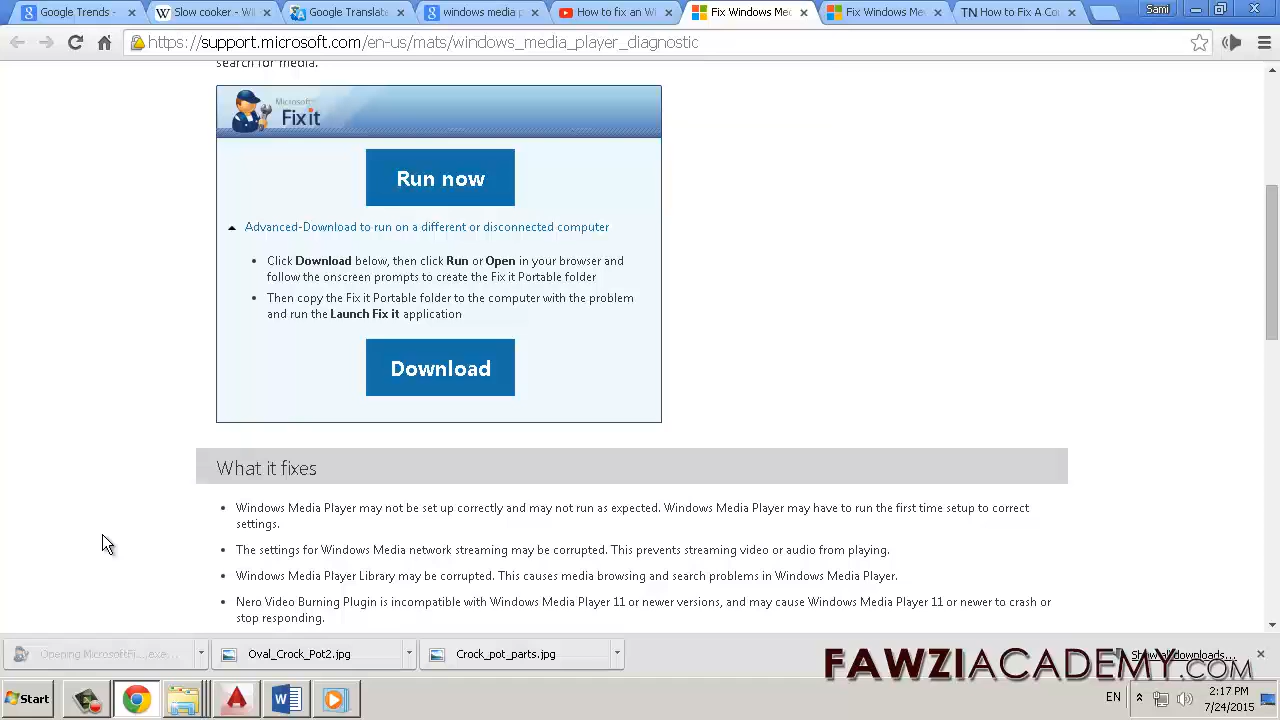 Google Trends -
Slow cooker - Wi
Google Translat
windows media p
How to fix an Wi
Fix Windows Me
Fix Windows Me
TN How to Fix A Co
Sami
https://support.microsoft.com/en-us/mats/windows_media_player_diagnostic
search for media.
Microsoft
Fix it
Run now
Advanced-Download to run on a different or disconnected computer
• Click Download below, then click Run or Open in your browser and
follow the onscreen prompts to create the Fix it Portable folder
• Then copy the Fix it Portable folder to the computer with the problem
and run the Launch Fix it application
Download
What it fixes
• Windows Media Player may not be set up correctly and may not run as expected. Windows Media Player may have to run the first time setup to correct
settings.
• The settings for Windows Media network streaming may be corrupted. This prevents streaming video or audio from playing.
• Windows Media Player Library may be corrupted. This causes media browsing and search problems in Windows Media Player.
• Nero Video Burning Plugin is incompatible with Windows Media Player 11 or newer versions, and may cause Windows Media Player 11 or newer to crash or
stop responding.
Opening MicrosoftFi....exe...
Oval_Crock_Pot2.jpg
Crock_pot_parts.jpg
Show all downloads...
FAWZIACADEMY.COM
Start
EN
2:17 PM
7/24/2015